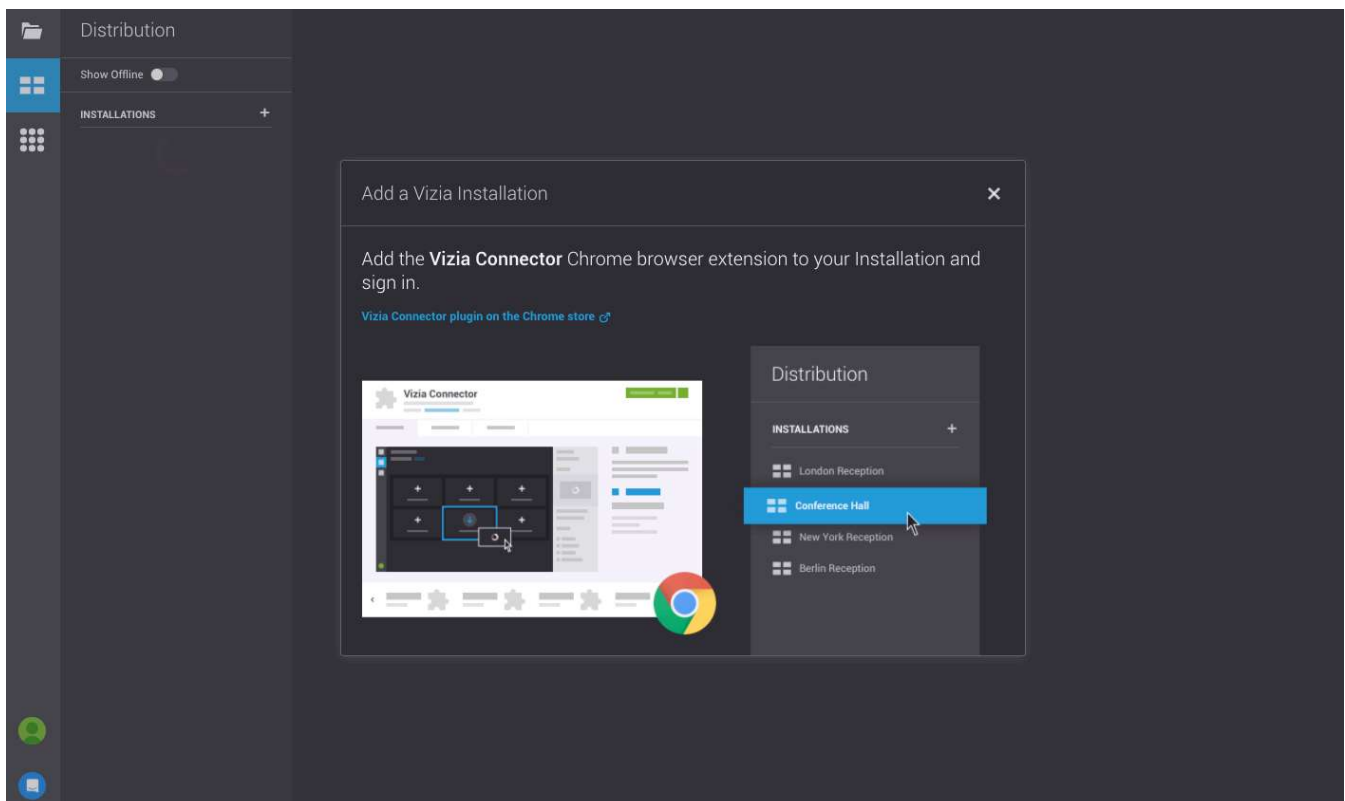 Distribution
Show Offline
INSTALLATIONS +
Add a Vizia Installation
Add the Vizia Connector Chrome browser extension to your Installation and
sign in.
Vizia Connector plugin on the Chrome store
Vizia Connector
Distribution
INSTALLATIONS +
London Reception
Conference Hall
New York Reception
Berlin Reception